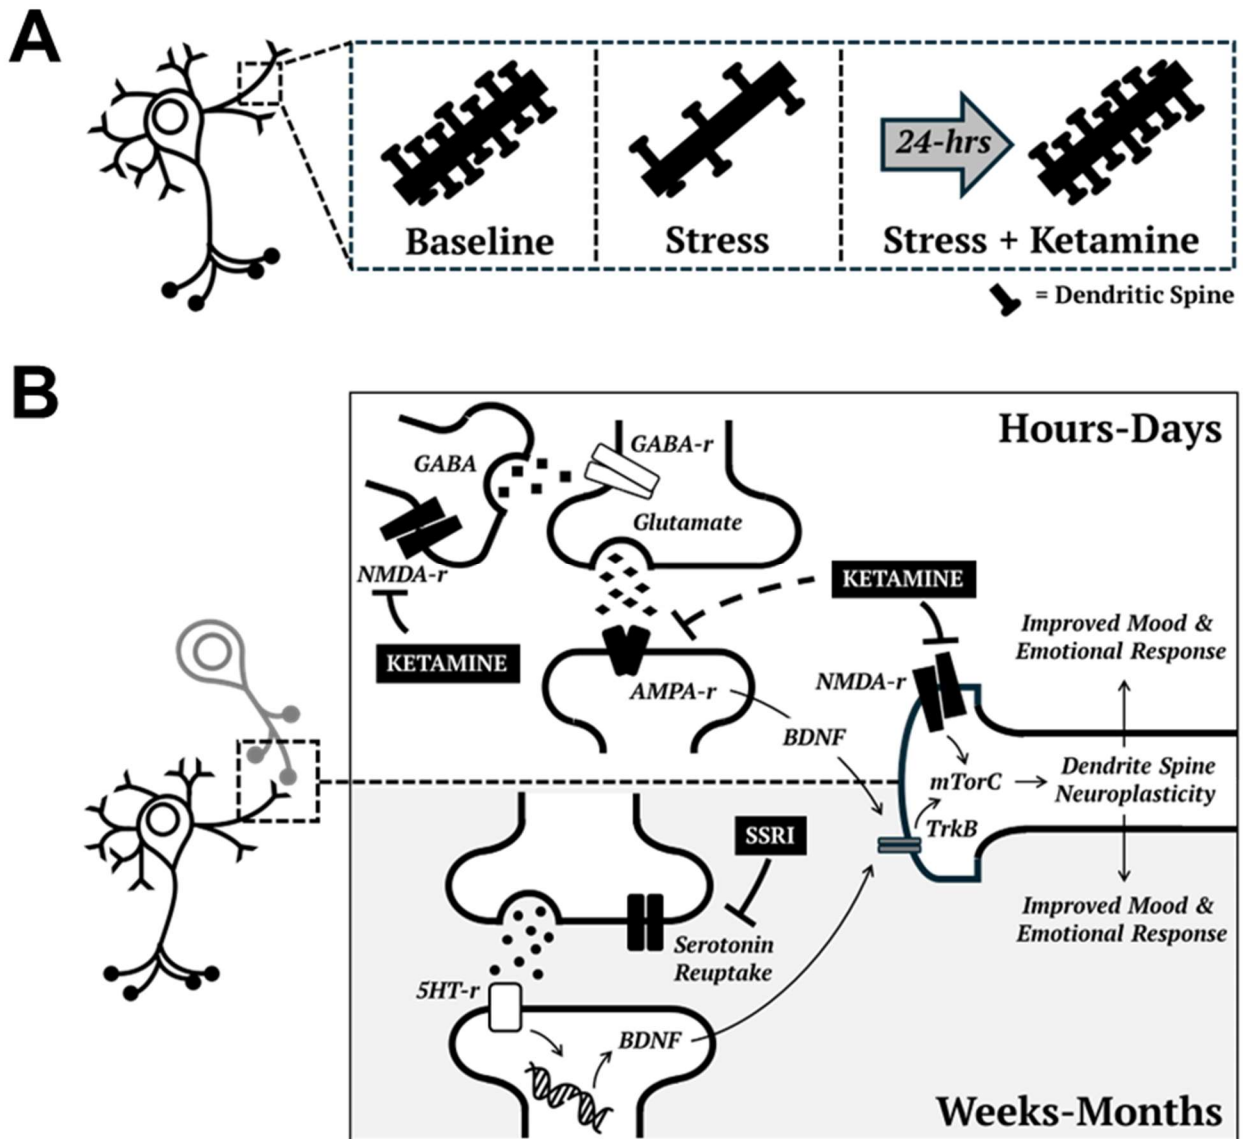 A
24-hrs
Baseline
Stress
Stress + Ketamine
= Dendritic Spine
B
Hours-Days
GABA
GABA-r
Glutamate
NMDA-r
KETAMINE
KETAMINE
AMPA-r
NMDA-r
BDNF
Improved Mood &
Emotional Response
mTorC
Dendrite Spine
Neuroplasticity
TrkB
SSRI
Serotonin
Reuptake
5HT-r
BDNF
Improved Mood &
Emotional Response
Weeks-Months